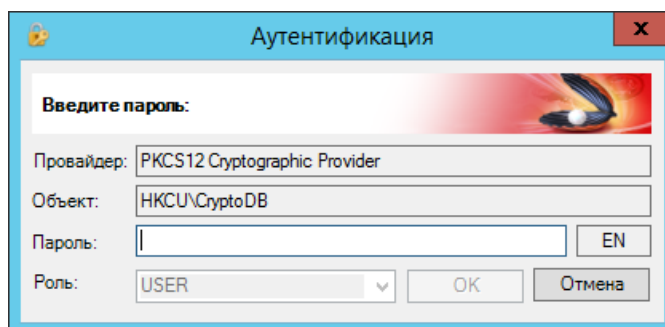 Аутентификация
x
Введите пароль:
Провайдер: PKCS12 Cryptographic Provider
Объект: HKCU\CryptoDB
Пароль: EN
Роль: USER OK Отмена